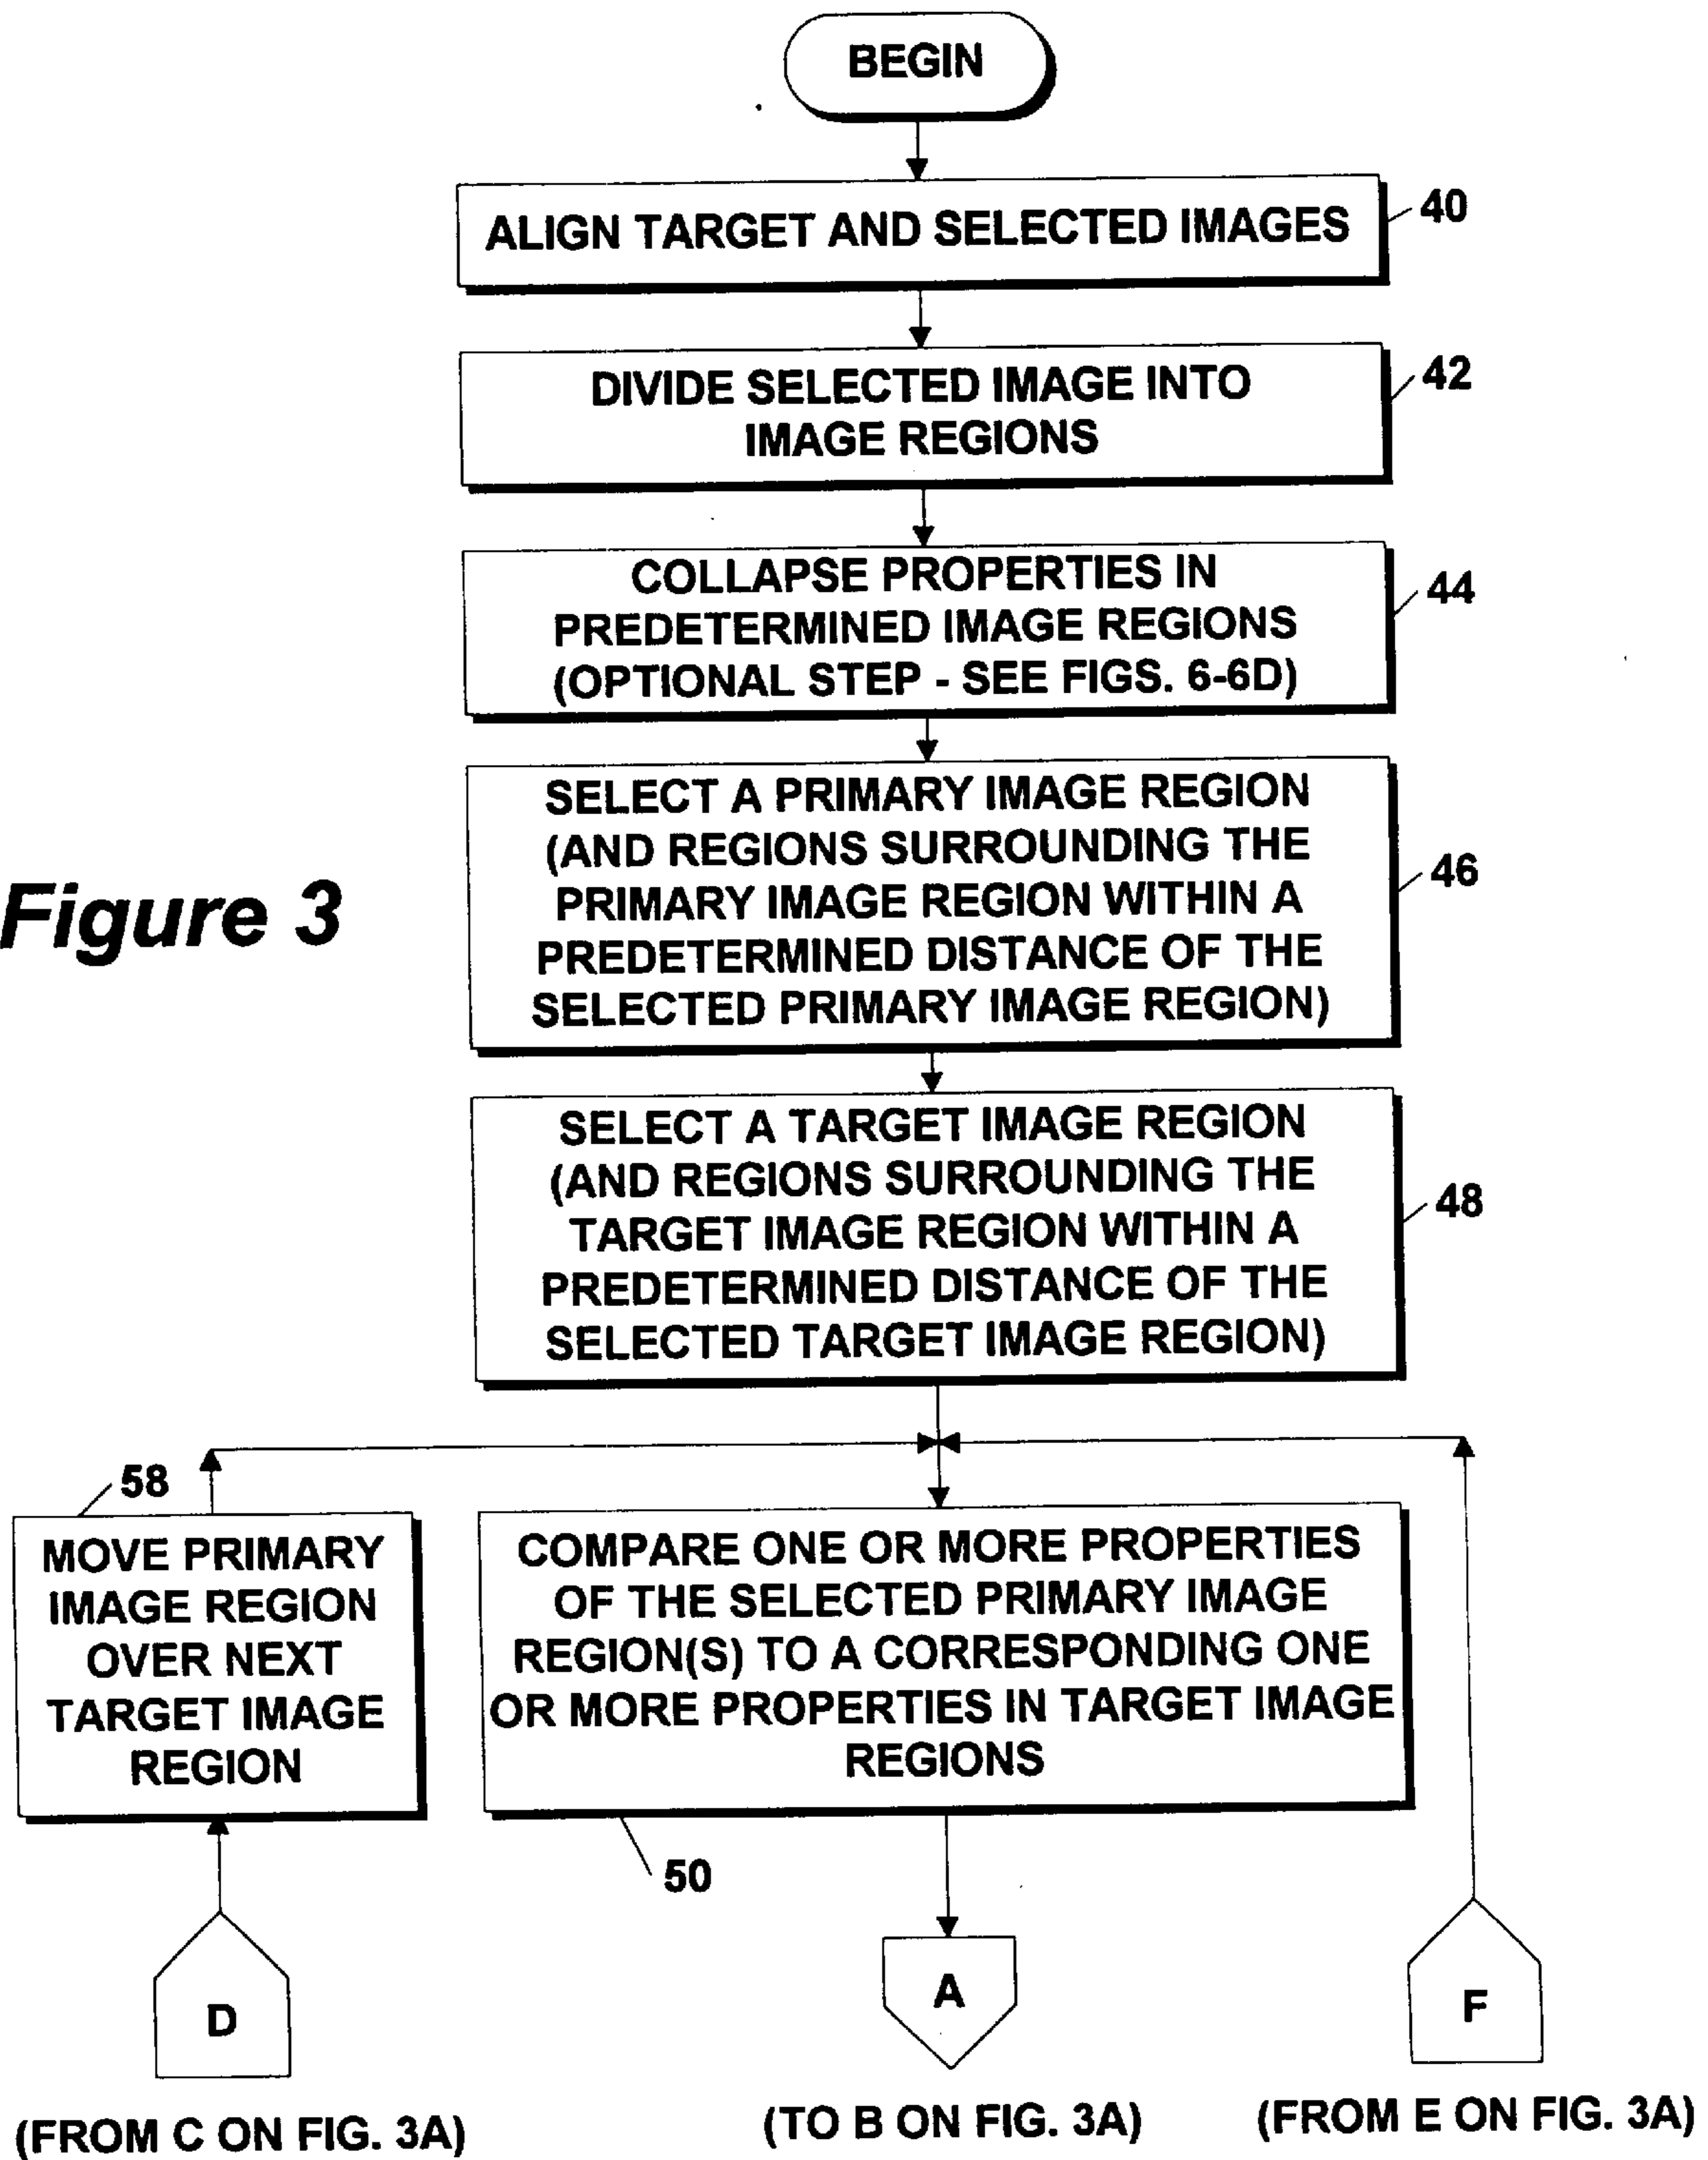 BEGIN
ALIGN TARGET AND SELECTED IMAGES
40
DIVIDE SELECTED IMAGE INTO
IMAGE REGIONS
42
COLLAPSE PROPERTIES IN
PREDETERMINED IMAGE REGIONS
(OPTIONAL STEP - SEE FIGS. 6-6D)
44
SELECT A PRIMARY IMAGE REGION
(AND REGIONS SURROUNDING THE
PRIMARY IMAGE REGION WITHIN A
PREDETERMINED DISTANCE OF THE
SELECTED PRIMARY IMAGE REGION)
46
Figure 3
SELECT A TARGET IMAGE REGION
(AND REGIONS SURROUNDING THE
TARGET IMAGE REGION WITHIN A
PREDETERMINED DISTANCE OF THE
SELECTED TARGET IMAGE REGION)
48
58
MOVE PRIMARY
IMAGE REGION
OVER NEXT
TARGET IMAGE
REGION
COMPARE ONE OR MORE PROPERTIES
OF THE SELECTED PRIMARY IMAGE
REGION(S) TO A CORRESPONDING ONE
OR MORE PROPERTIES IN TARGET IMAGE
REGIONS
50
D
A
F
(FROM C ON FIG. 3A)
(TO B ON FIG. 3A)
(FROM E ON FIG. 3A)